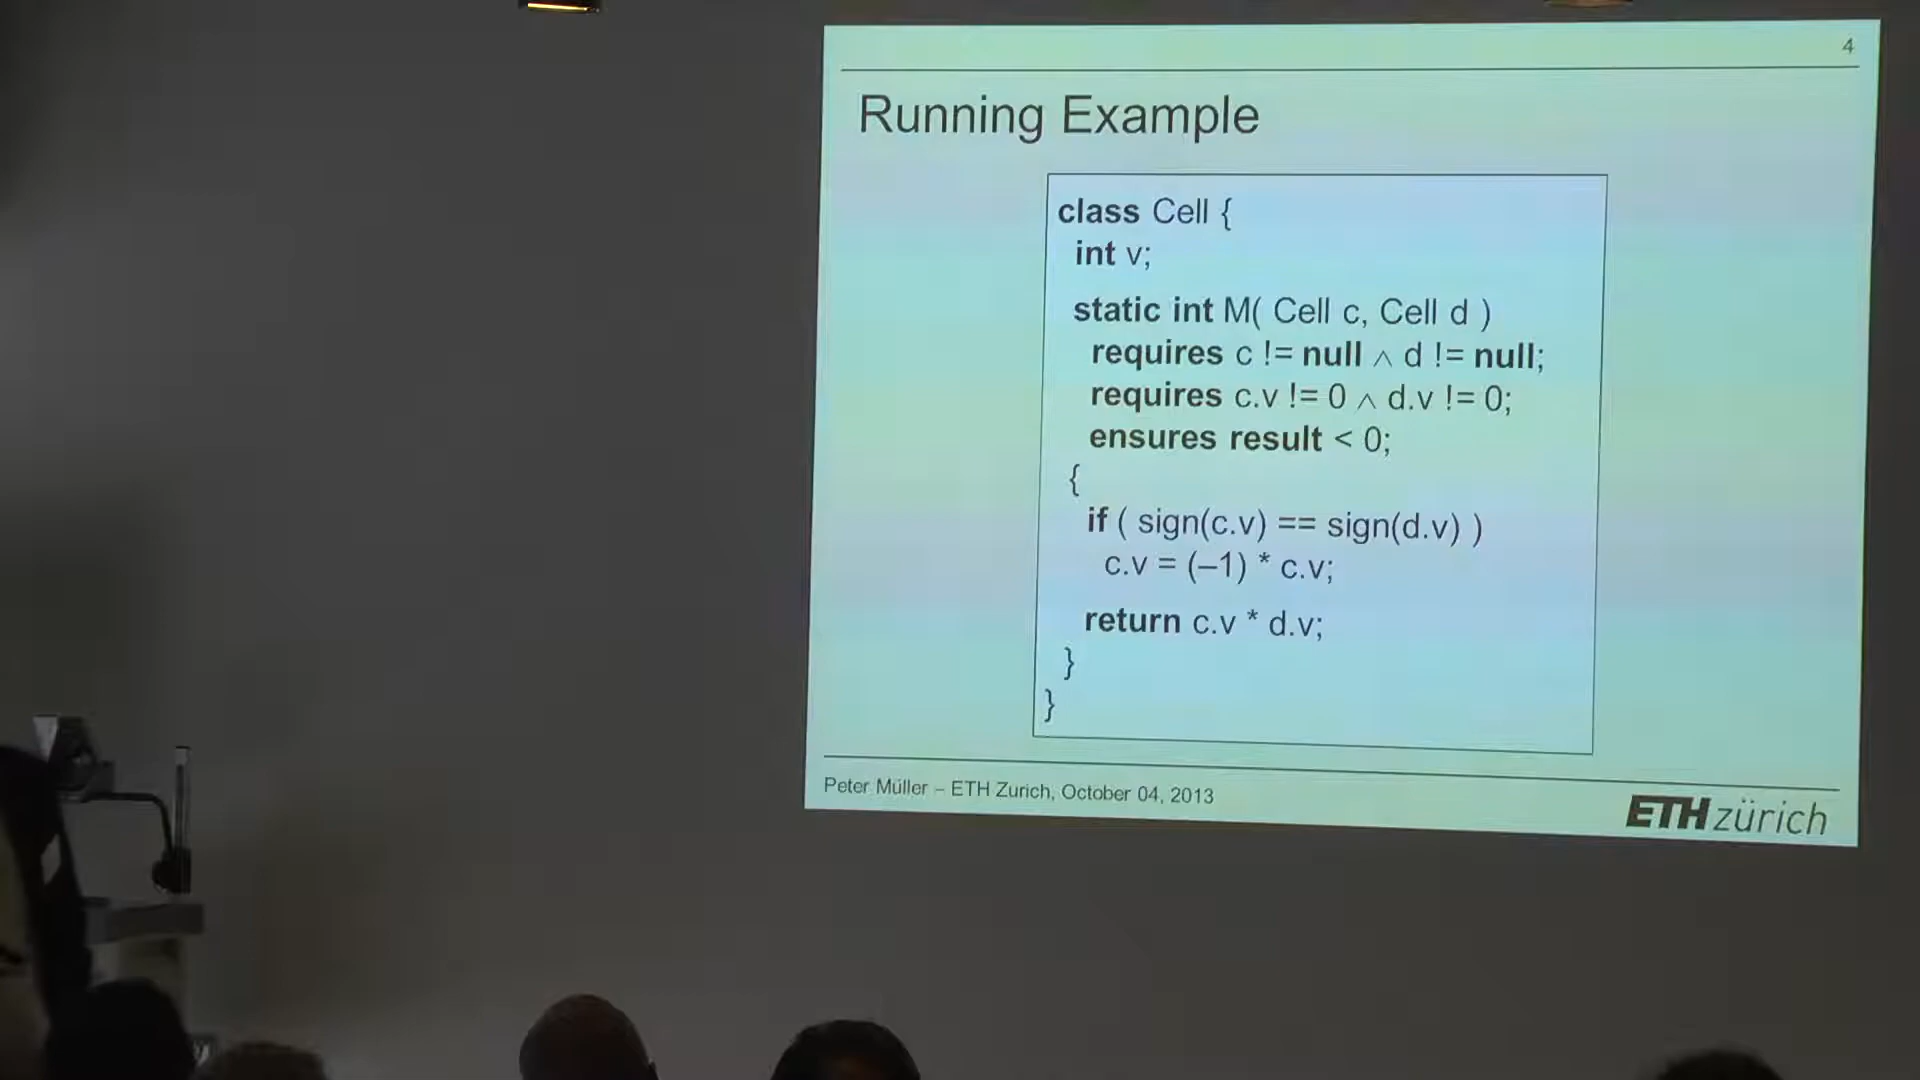 4
Running Example
class Cell {
int v;
static int M( Cell c, Cell d )
requires c != null ∧ d != null;
requires c.v != 0 ∧ d.v != 0;
ensures result < 0;
{
if ( sign(c.v) == sign(d.v) )
c.v = (–1) * c.v;
return c.v * d.v;
}
}
Peter Müller – ETH Zurich, October 04, 2013
ETH zürich